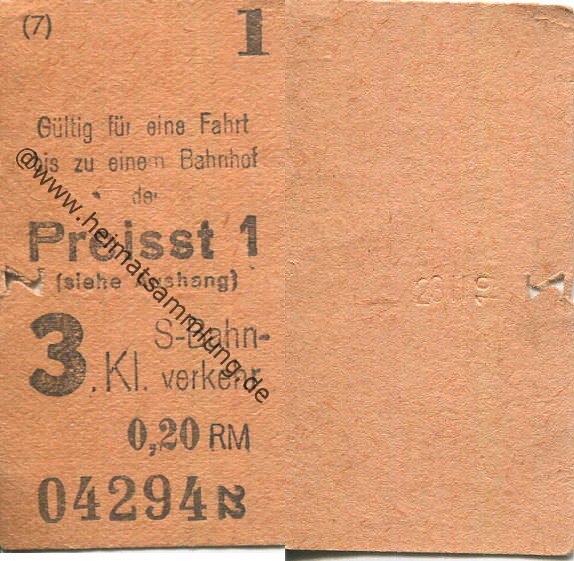 (7) 1
Gültig für eine Fahrt
bis zu einem Bahnhof
der
Preisst 1
(siehe Aushang)
3. Kl. S-Bahn-
verkehr
0,20 RM
04294
@www.heimatsammlung.de